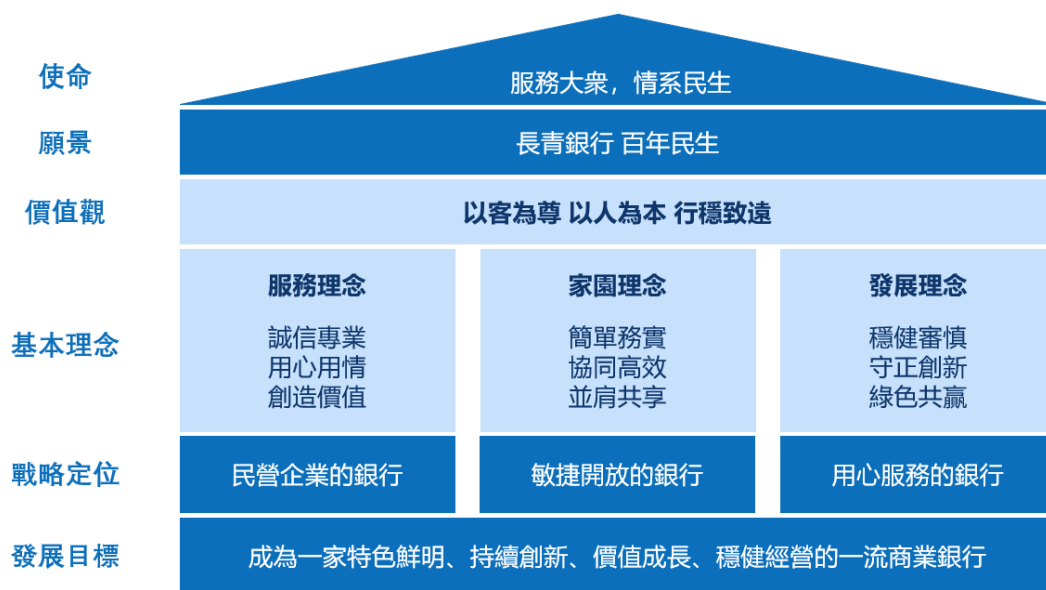 使命
服務大衆，情系民生
願景
長青銀行 百年民生
價值觀
以客為尊 以人為本 行穩致遠
基本理念
服務理念
誠信專業
用心用情
創造價值
家園理念
簡單務實
協同高效
並肩共享
發展理念
穩健審慎
守正創新
綠色共贏
戰略定位
民營企業的銀行
敏捷開放的銀行
用心服務的銀行
發展目標
成為一家特色鮮明、持續創新、價值成長、穩健經營的一流商業銀行